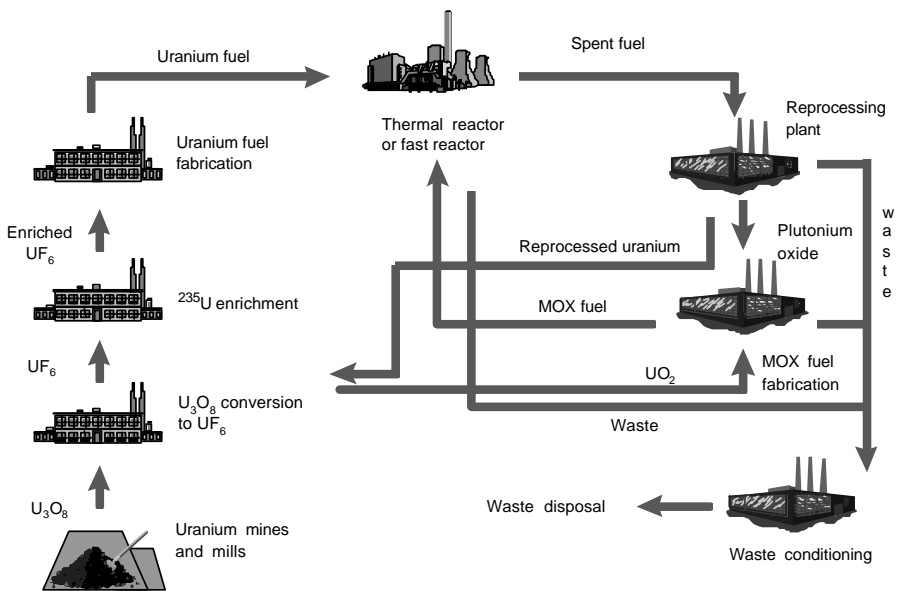 Uranium fuel
Spent fuel
Reprocessing
plant
Thermal reactor
or fast reactor
Uranium fuel
fabrication
waste
Enriched
UF₆
Reprocessed uranium
Plutonium
oxide
²³⁵U enrichment
MOX fuel
UF₆
UO₂
MOX fuel
fabrication
U₃O₈ conversion
to UF₆
Waste
U₃O₈
Uranium mines
and mills
Waste disposal
Waste conditioning